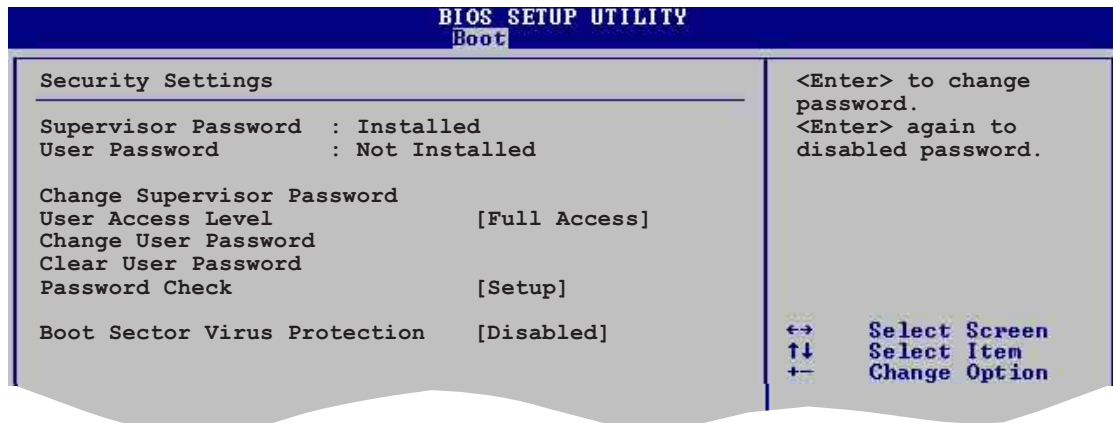 BIOS SETUP UTILITY
Boot
Security Settings
Supervisor Password : Installed
User Password : Not Installed
Change Supervisor Password
User Access Level [Full Access]
Change User Password
Clear User Password
Password Check [Setup]
Boot Sector Virus Protection [Disabled]
<Enter> to change
password.
<Enter> again to
disabled password.
↔ Select Screen
↑↓ Select Item
+- Change Option